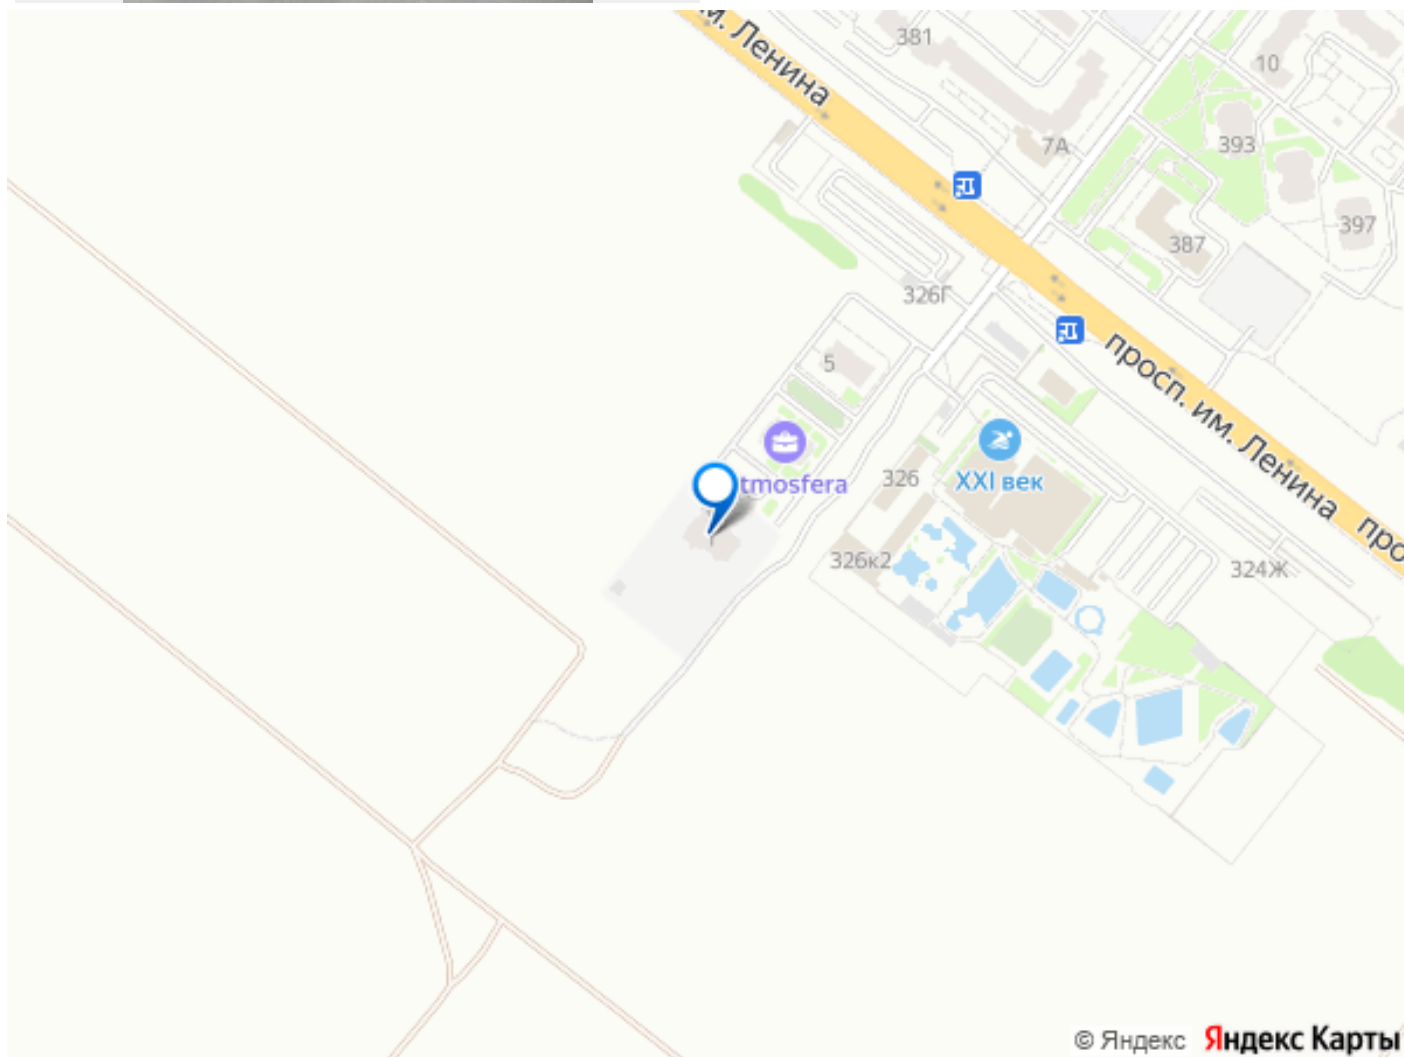 м. Ленина
381
10
7А
393
397
387
326Г
5
просп. им. Ленина
про
tmosfera
326
XXI век
326к2
324Ж
© Яндекс Яндекс Карты